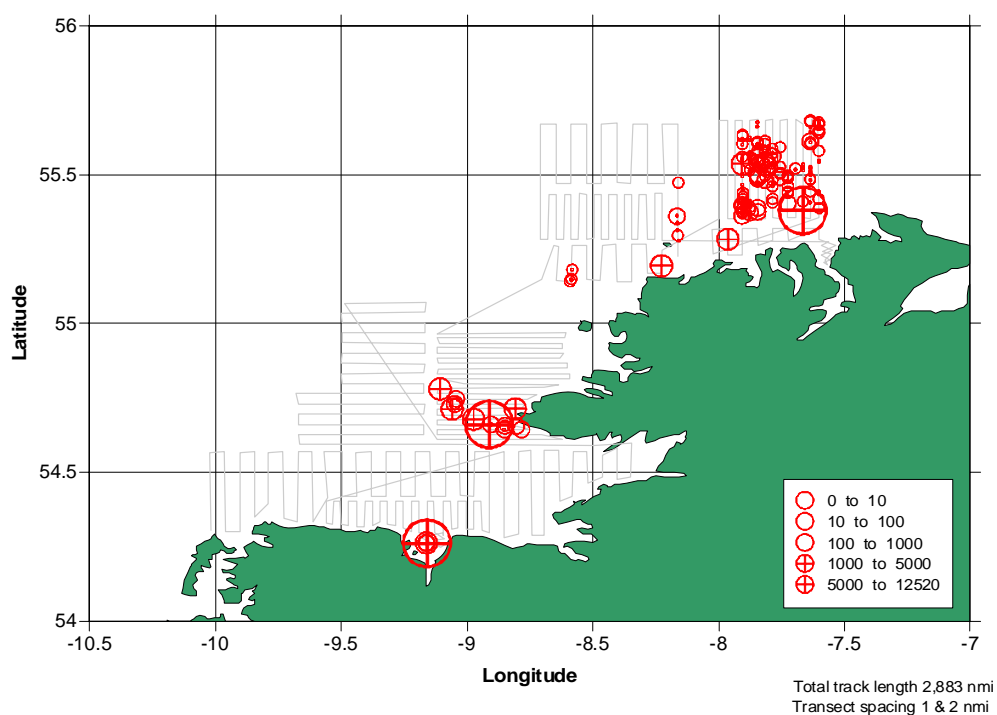 56
55.5
55
54.5
54
-10.5
-10
-9.5
-9
-8.5
-8
-7.5
-7
Latitude
Longitude
0 to 10
10 to 100
100 to 1000
1000 to 5000
5000 to 12520
Total track length 2,883 nmi
Transect spacing 1 & 2 nmi